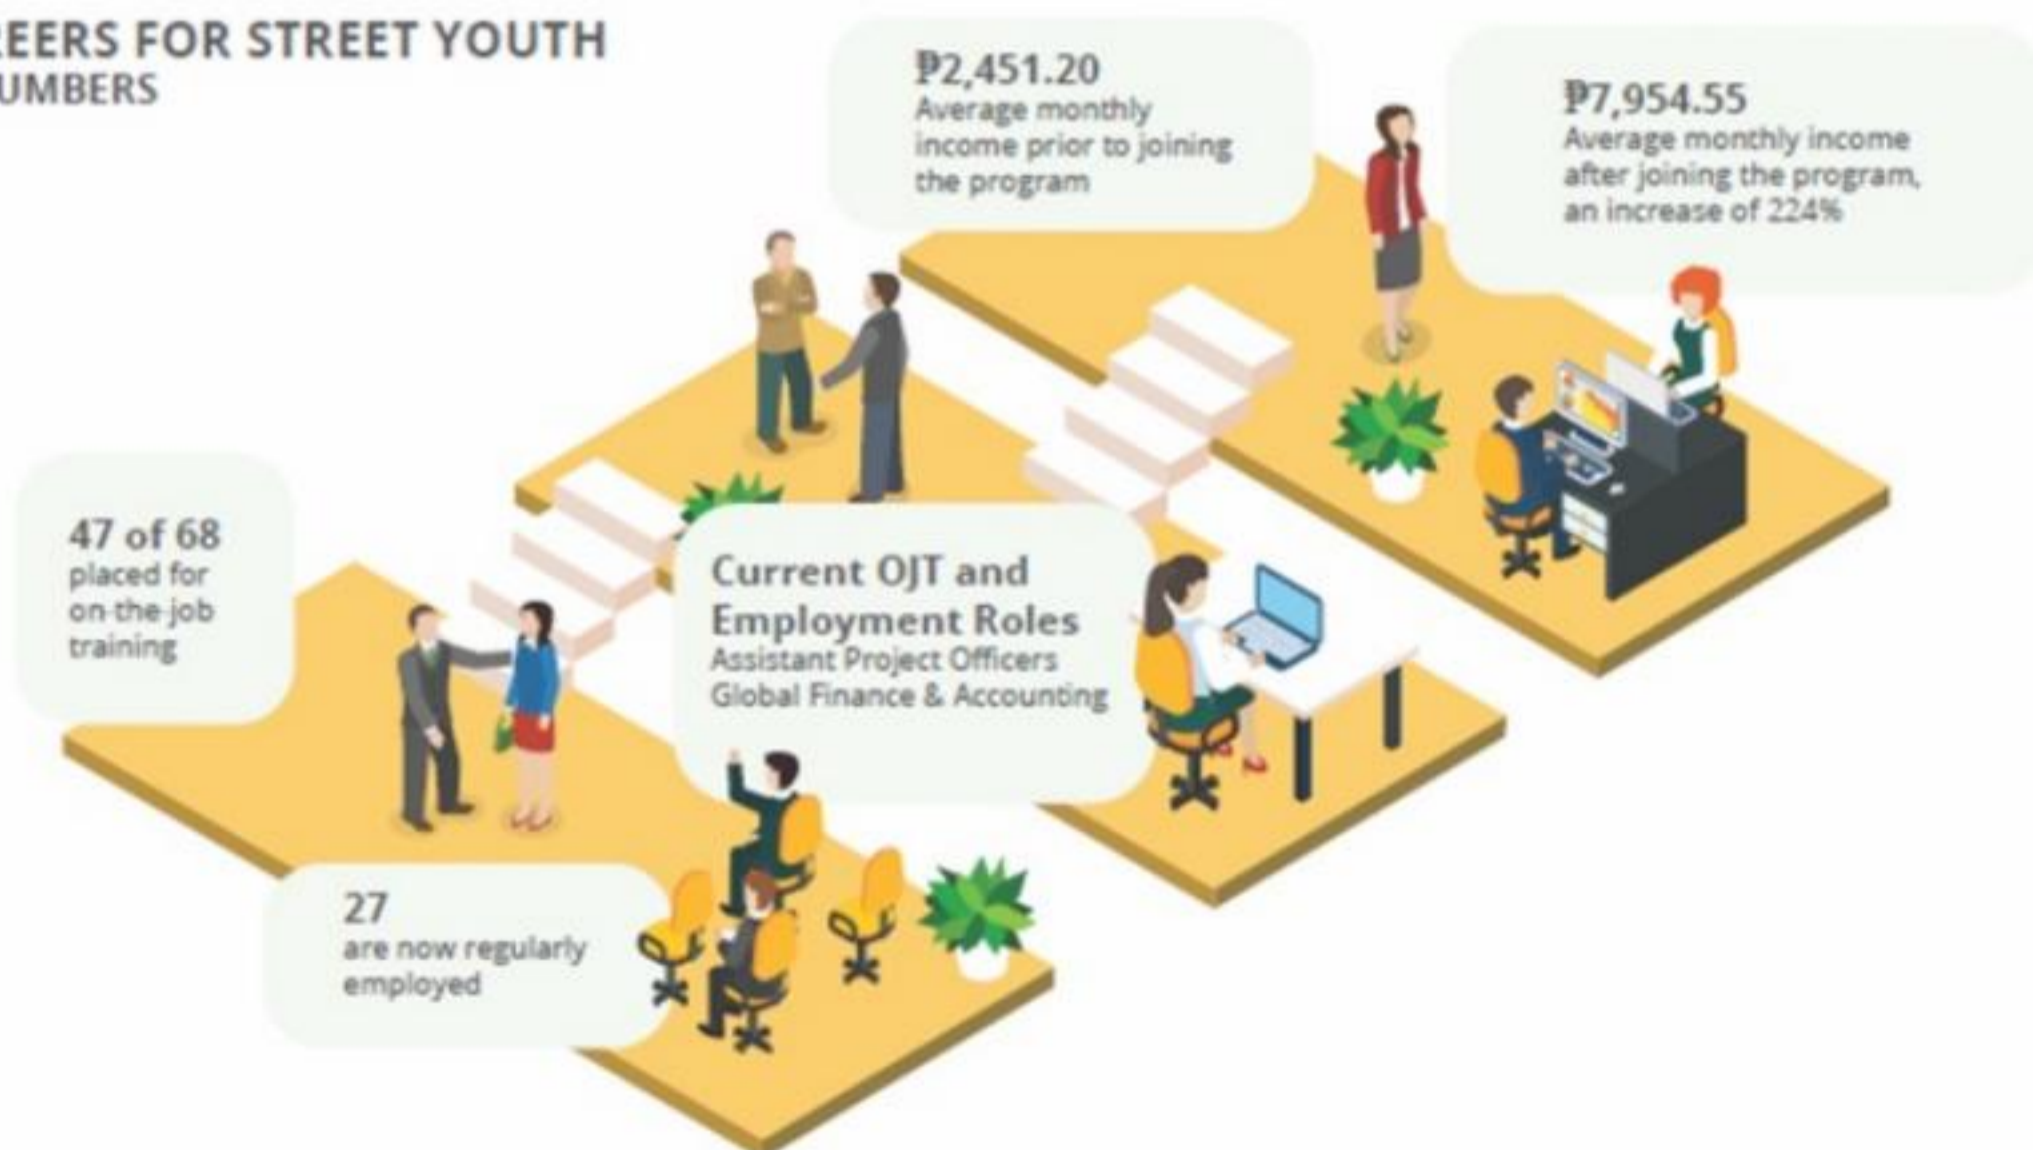 EERS FOR STREET YOUTH
UMBERS
₱2,451.20
Average monthly
income prior to joining
the program
₱7,954.55
Average monthly income
after joining the program,
an increase of 224%
47 of 68
placed for
on-the-job
training
Current OJT and
Employment Roles
Assistant Project Officers
Global Finance & Accounting
27
are now regularly
employed